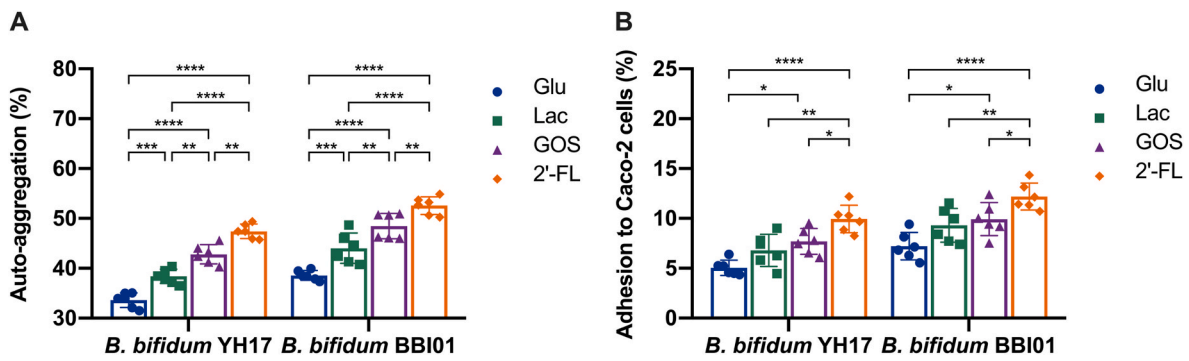 A
Auto-aggregation (%)
80
70
60
50
40
30
****
****
****
*** ** **
****
****
****
*** ** **
Glu
Lac
GOS
2'-FL
B. bifidum YH17 B. bifidum BBI01
B
Adhesion to Caco-2 cells (%)
25
20
15
10
5
0
****
*
**
*
****
*
**
*
Glu
Lac
GOS
2'-FL
B. bifidum YH17 B. bifidum BBI01